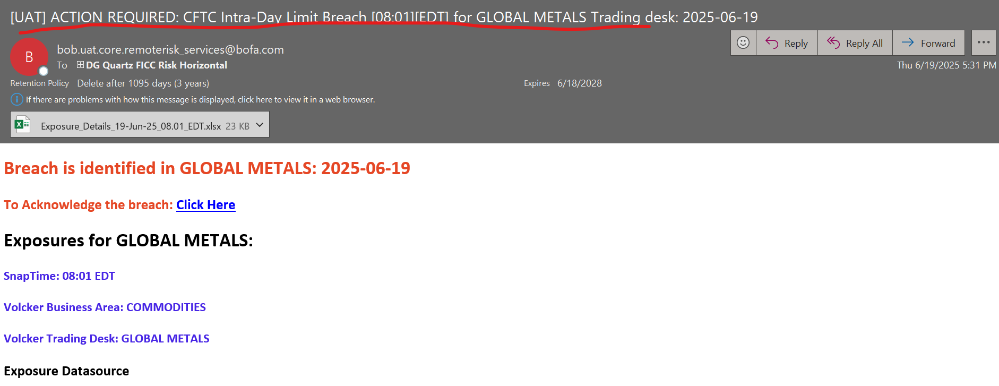 [UAT] ACTION REQUIRED: CFTC Intra-Day Limit Breach [08:01][EDT] for GLOBAL METALS Trading desk: 2025-06-19
Reply
Reply All
Forward
B
bob.uat.core.remoterisk_services@bofa.com
To DG Quartz FICC Risk Horizontal
Thu 6/19/2025 5:31 PM
Retention Policy Delete after 1095 days (3 years)
Expires 6/18/2028
If there are problems with how this message is displayed, click here to view it in a web browser.
Exposure_Details_19-Jun-25_08.01_EDT.xlsx 23 KB
Breach is identified in GLOBAL METALS: 2025-06-19
To Acknowledge the breach: Click Here
Exposures for GLOBAL METALS:
SnapTime: 08:01 EDT
Volcker Business Area: COMMODITIES
Volcker Trading Desk: GLOBAL METALS
Exposure Datasource